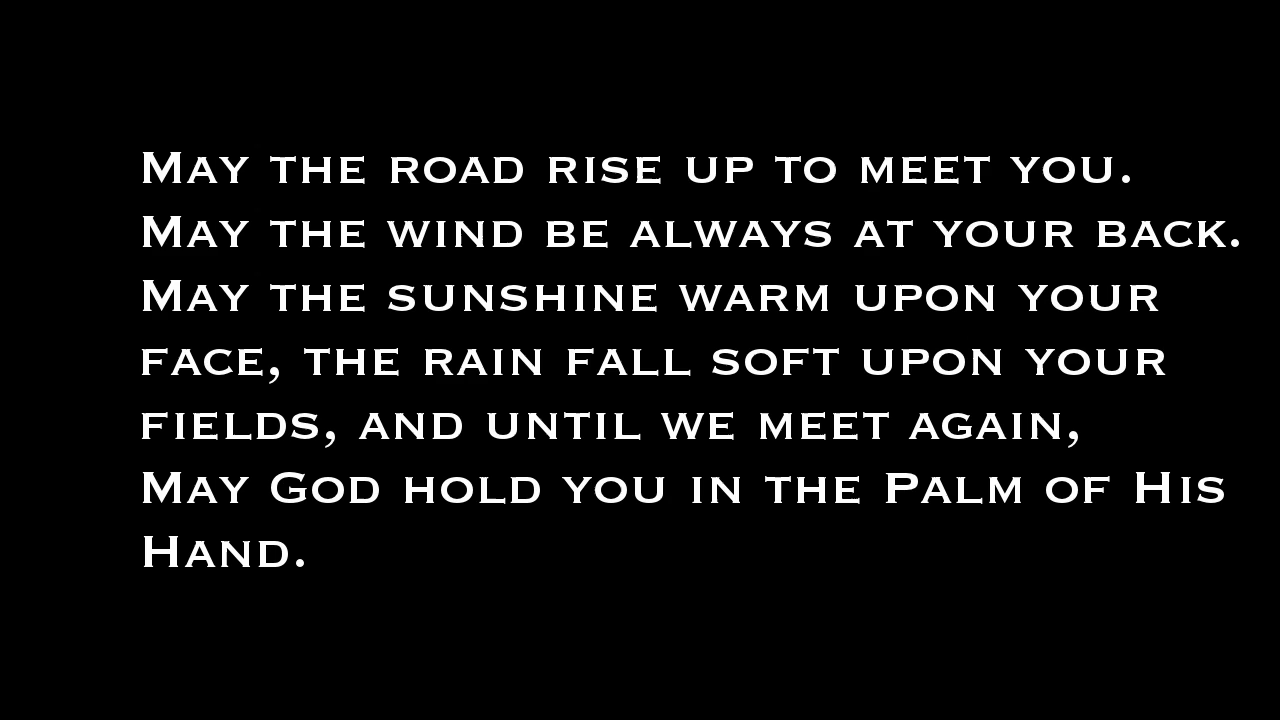 May the road rise up to meet you.
May the wind be always at your back.
May the sunshine warm upon your
face, the rain fall soft upon your
fields, and until we meet again,
May God hold you in the Palm of His
Hand.